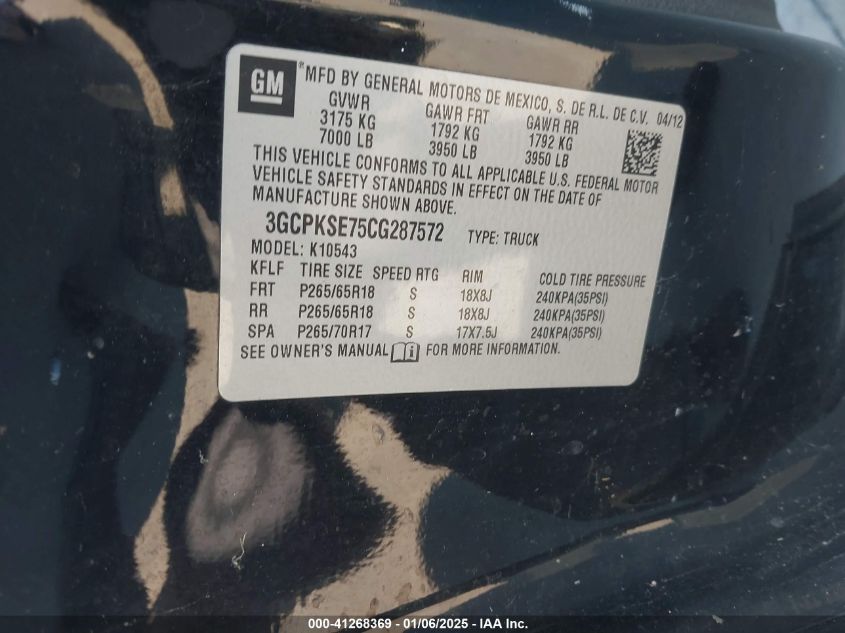 GM
*MFD BY GENERAL MOTORS DE MEXICO, S. DE R.L. DE C.V. 04/12
GVWR GAWR FRT GAWR RR
3175 KG 1792 KG 1792 KG
7000 LB 3950 LB 3950 LB
THIS VEHICLE CONFORMS TO ALL APPLICABLE U.S. FEDERAL MOTOR
VEHICLE SAFETY STANDARDS IN EFFECT ON THE DATE OF
MANUFACTURE SHOWN ABOVE.
3GCPKSE75CG287572 TYPE: TRUCK
MODEL: K10543
KFLF TIRE SIZE SPEED RTG RIM COLD TIRE PRESSURE
FRT P265/65R18 S 18X8J 240KPA(35PSI)
RR P265/65R18 S 18X8J 240KPA(35PSI)
SPA P265/70R17 S 17X7.5J 240KPA(35PSI)
SEE OWNER'S MANUAL i FOR MORE INFORMATION.
000-41268369 - 01/06/2025 - IAA Inc.